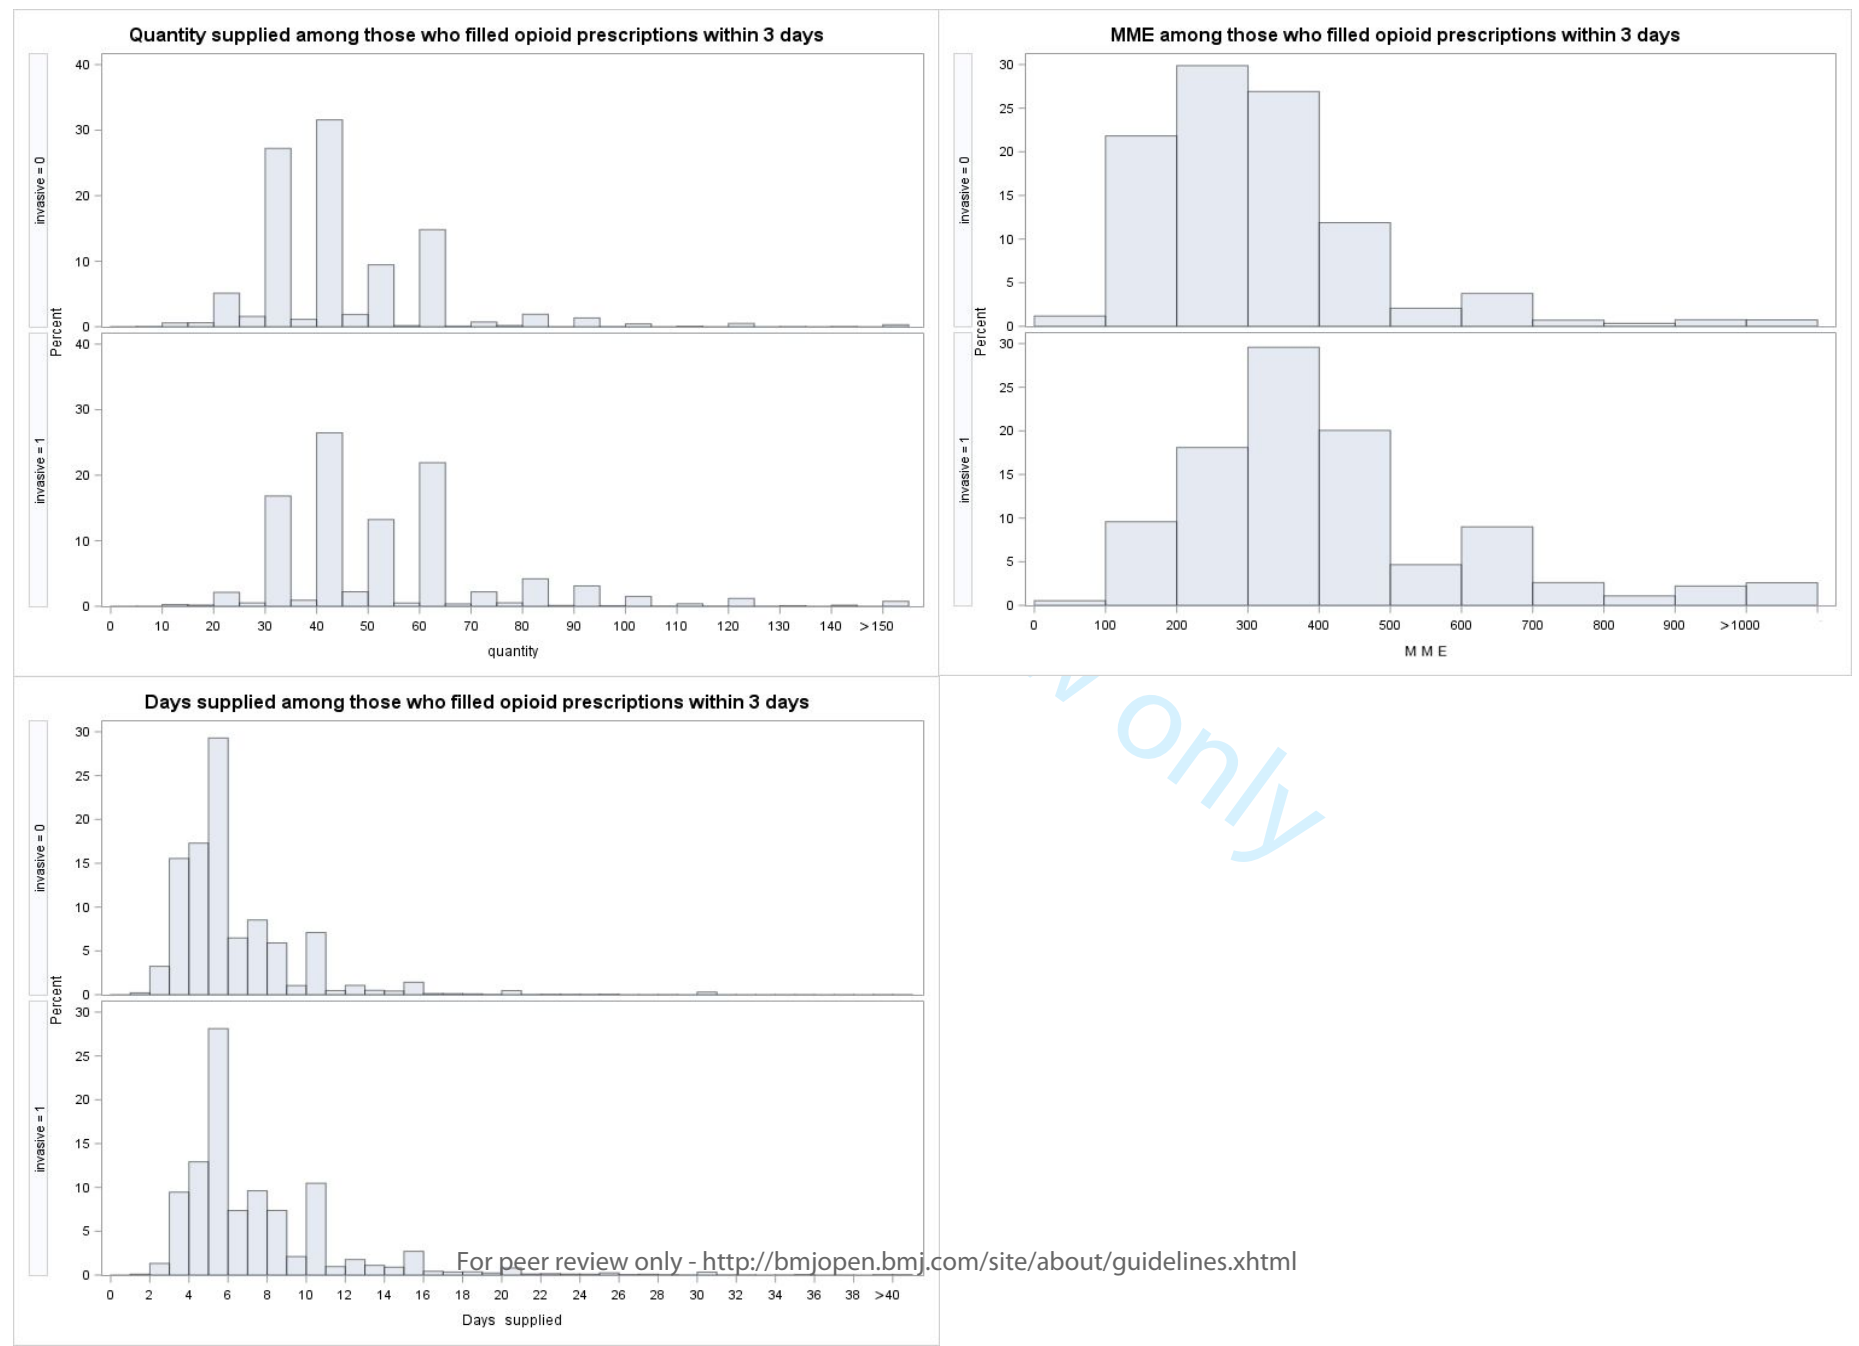 Quantity supplied among those who filled opioid prescriptions within 3 days
40
30
20
10
0
invasive = 0
Percent
40
30
20
10
0
invasive = 1
0 10 20 30 40 50 60 70 80 90 100 110 120 130 140 >150
quantity
MME among those who filled opioid prescriptions within 3 days
30
25
20
15
10
5
0
invasive = 0
Percent
30
25
20
15
10
5
0
invasive = 1
0 100 200 300 400 500 600 700 800 900 >1000
M M E
Days supplied among those who filled opioid prescriptions within 3 days
30
25
20
15
10
5
0
invasive = 0
Percent
30
25
20
15
10
5
0
invasive = 1
0 2 4 6 8 10 12 14 16 18 20 22 24 26 28 30 32 34 36 38 >40
Days supplied
only
For peer review only - http://bmjopen.bmj.com/site/about/guidelines.xhtml